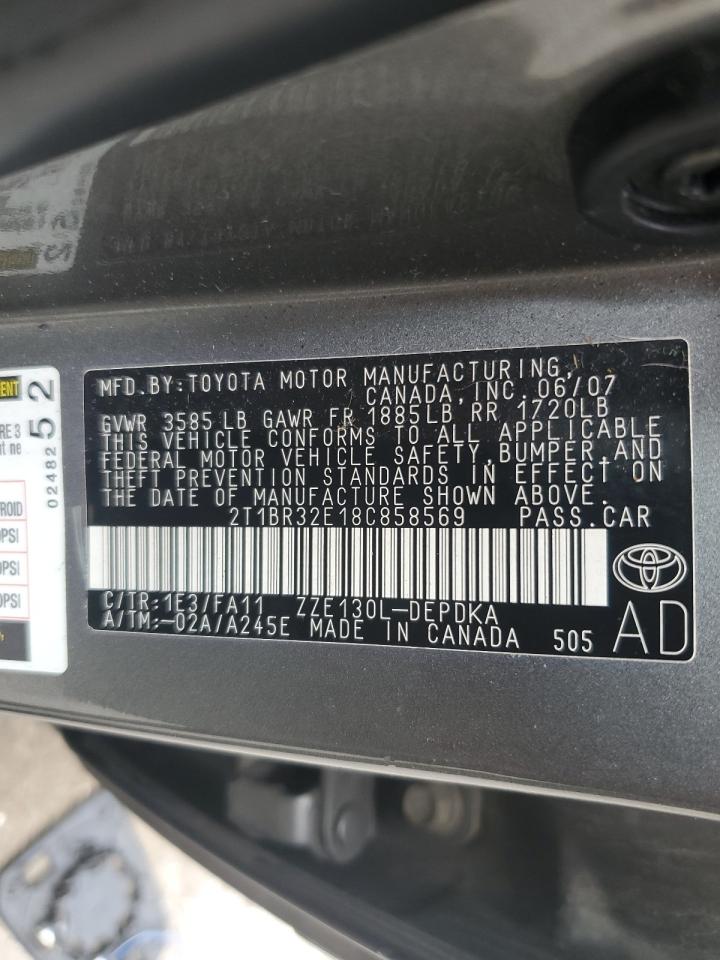 MFD.BY:TOYOTA MOTOR MANUFACTURING,
CANADA,INC.06/07
GVWR 3585LB GAWR FR 1885LB RR 1720LB
THIS VEHICLE CONFORMS TO ALL APPLICABLE
FEDERAL MOTOR VEHICLE SAFETY,BUMPER,AND
THEFT PREVENTION STANDARDS IN EFFECT ON
THE DATE OF MANUFACTURE SHOWN ABOVE.
2T1BR32E18C858569 PASS.CAR
C/TR:1E3/FA11 ZZE130L-DEPDKA
A/TM:-02A/A245E MADE IN CANADA 505
AD
02482 52